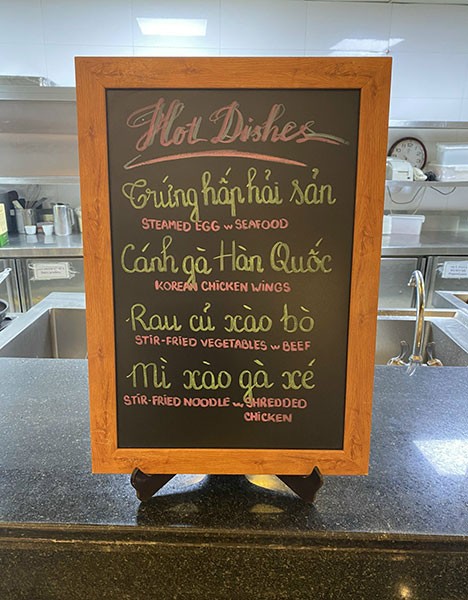 Hot Dishes
Trứng hấp hải sản
STEAMED EGG w SEAFOOD
Cánh gà Hàn Quốc
KOREAN CHICKEN WINGS
Rau củ xào bò
STIR-FRIED VEGETABLES w BEEF
Mì xào gà xé
STIR-FRIED NOODLE w SHREDDED
CHICKEN